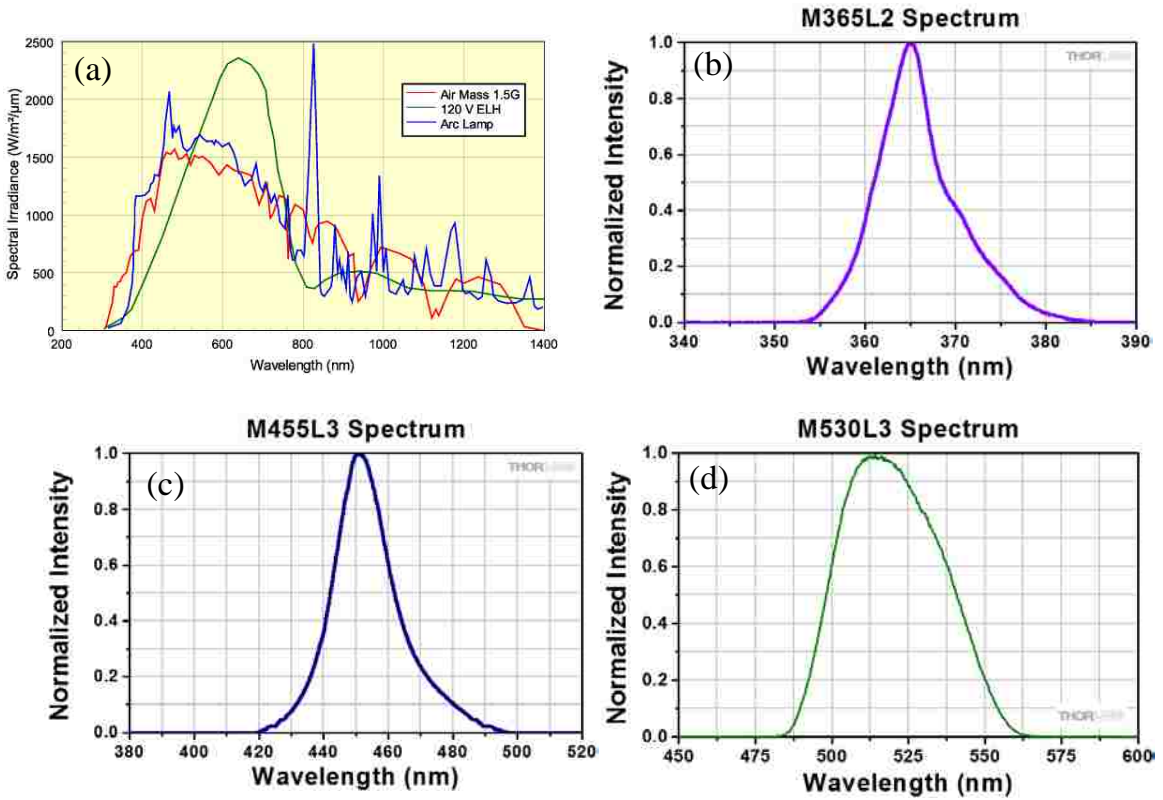 (a)
2500
2000
1500
1000
500
0
200 400 600 800 1000 1200 1400
Spectral Irradiance (W/m²/µm)
Wavelength (nm)
Air Mass 1.5G
120 V ELH
Arc Lamp
M365L2 Spectrum
(b)
THOR
1.0
0.8
0.6
0.4
0.2
0.0
340 350 360 370 380 390
Normalized Intensity
Wavelength (nm)
M455L3 Spectrum
(c)
THOR
1.0
0.8
0.6
0.4
0.2
0.0
380 400 420 440 460 480 500 520
Normalized Intensity
Wavelength (nm)
M530L3 Spectrum
(d)
1.0
0.8
0.6
0.4
0.2
0.0
450 475 500 525 550 575 600
THOR
Normalized Intensity
Wavelength (nm)